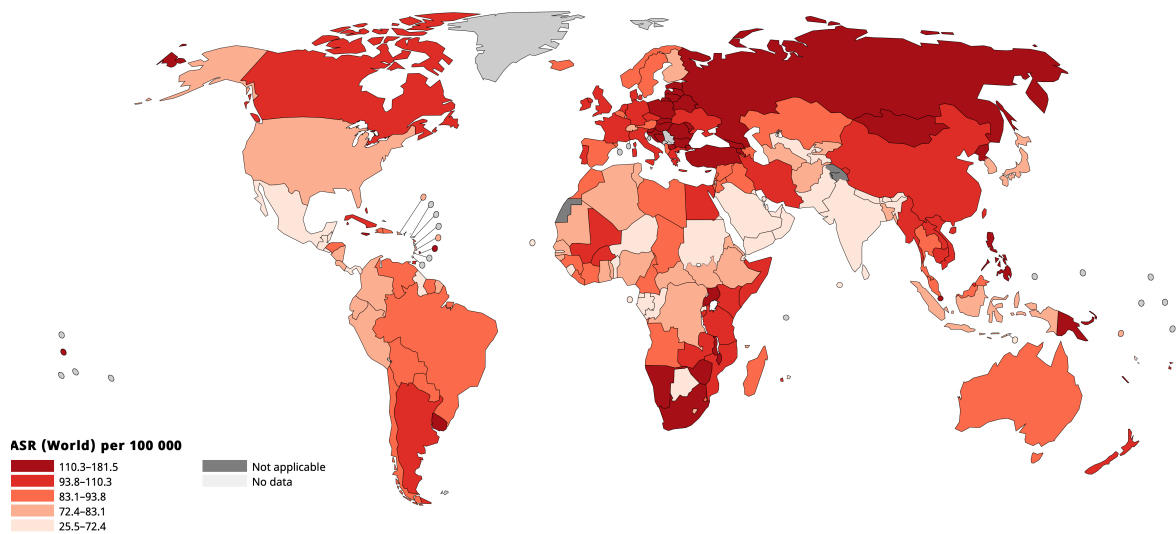 ASR (World) per 100 000
110.3–181.5
93.8–110.3
83.1–93.8
72.4–83.1
25.5–72.4
Not applicable
No data